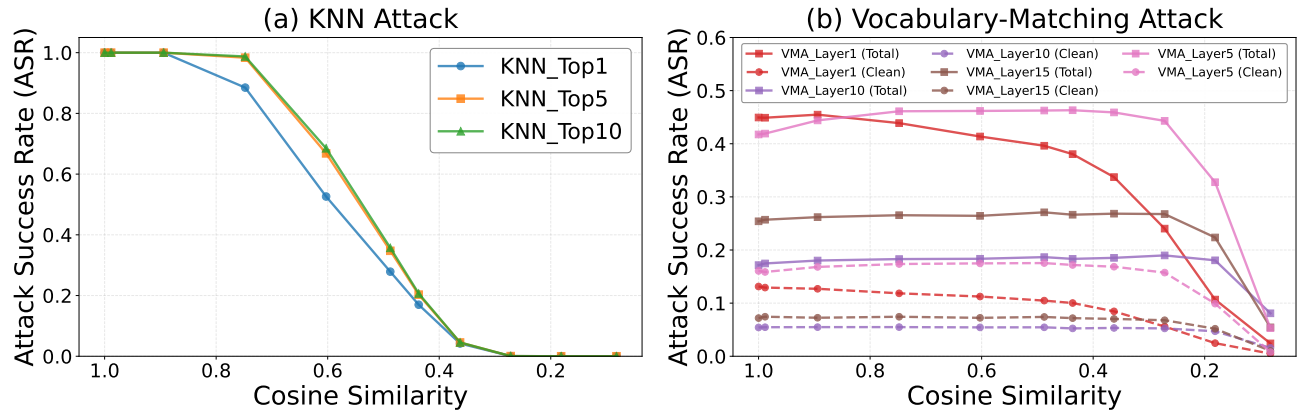 (a) KNN Attack
Attack Success Rate (ASR)
1.0
0.8
0.6
0.4
0.2
0.0
KNN_Top1
KNN_Top5
KNN_Top10
1.0 0.8 0.6 0.4 0.2
Cosine Similarity
(b) Vocabulary-Matching Attack
Attack Success Rate (ASR)
0.6
0.5
0.4
0.3
0.2
0.1
0.0
VMA_Layer1 (Total)
VMA_Layer1 (Clean)
VMA_Layer10 (Total)
VMA_Layer10 (Clean)
VMA_Layer15 (Total)
VMA_Layer15 (Clean)
VMA_Layer5 (Total)
VMA_Layer5 (Clean)
1.0 0.8 0.6 0.4 0.2
Cosine Similarity